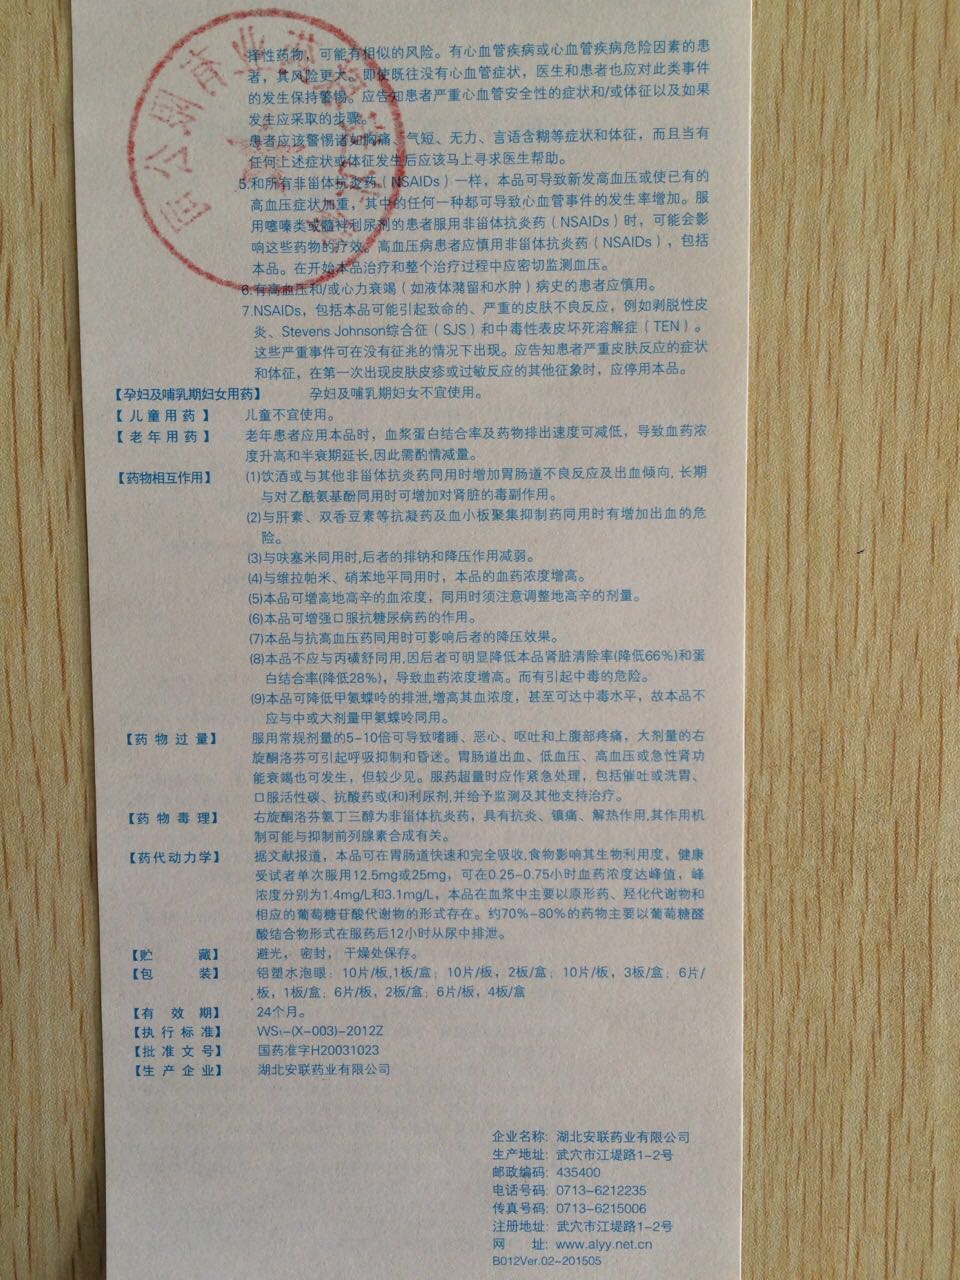 择性药物，可能有相似的风险。有心血管疾病或心血管疾病危险因素的患
者，其风险更大。即使既往没有心血管症状，医生和患者也应对此类事件
的发生保持警惕。应告知患者严重心血管安全性的症状和/或体征以及如果
发生应采取的步骤。
患者应该警惕诸如胸痛、气短、无力、言语含糊等症状和体征，而且当有
任何上述症状或体征发生后应该马上寻求医生帮助。
5.和所有非甾体抗炎药（NSAIDs）一样，本品可导致新发高血压或使已有的
高血压症状加重，其中的任何一种都可导致心血管事件的发生率增加。服
用噻嗪类或髓袢利尿剂的患者服用非甾体抗炎药（NSAIDs）时，可能会影
响这些药物的疗效。高血压病患者应慎用非甾体抗炎药（NSAIDs），包括
本品。在开始本品治疗和整个治疗过程中应密切监测血压。
6.有高血压和/或心力衰竭（如液体潴留和水肿）病史的患者应慎用。
7.NSAIDs，包括本品可能引起致命的、严重的皮肤不良反应，例如剥脱性皮
炎、Stevens Johnson综合征（SJS）和中毒性表皮坏死溶解症（TEN）。
这些严重事件可在没有征兆的情况下出现。应告知患者严重皮肤反应的症状
和体征，在第一次出现皮肤皮疹或过敏反应的其他征象时，应停用本品。
【孕妇及哺乳期妇女用药】 孕妇及哺乳期妇女不宜使用。
【儿童用药】 儿童不宜使用。
【老年用药】 老年患者应用本品时，血浆蛋白结合率及药物排出速度可减低，导致血药浓
度升高和半衰期延长,因此需酌情减量。
【药物相互作用】 (1)饮酒或与其他非甾体抗炎药同用时增加胃肠道不良反应及出血倾向,长期
与对乙酰氨基酚同用时可增加对肾脏的毒副作用。
(2)与肝素、双香豆素等抗凝药及血小板聚集抑制药同用时有增加出血的危
险。
(3)与呋塞米同用时,后者的排钠和降压作用减弱。
(4)与维拉帕米、硝苯地平同用时，本品的血药浓度增高。
(5)本品可增高地高辛的血浓度，同用时须注意调整地高辛的剂量。
(6)本品可增强口服抗糖尿病药的作用。
(7)本品与抗高血压药同用时可影响后者的降压效果。
(8)本品不应与丙磺舒同用,因后者可明显降低本品肾脏清除率(降低66%)和蛋
白结合率(降低28%)，导致血药浓度增高。而有引起中毒的危险。
(9)本品可降低甲氨蝶呤的排泄,增高其血浓度，甚至可达中毒水平，故本品不
应与中或大剂量甲氨蝶呤同用。
【药物过量】 服用常规剂量的5-10倍可导致嗜睡、恶心、呕吐和上腹部疼痛，大剂量的右
旋酮洛芬可引起呼吸抑制和昏迷。胃肠道出血、低血压、高血压或急性肾功
能衰竭也可发生，但较少见。服药超量时应作紧急处理，包括催吐或洗胃、
口服活性碳、抗酸药或(和)利尿剂,并给予监测及其他支持治疗。
【药物毒理】 右旋酮洛芬氨丁三醇为非甾体抗炎药，具有抗炎、镇痛、解热作用,其作用机
制可能与抑制前列腺素合成有关。
【药代动力学】 据文献报道，本品可在胃肠道快速和完全吸收,食物影响其生物利用度，健康
受试者单次服用12.5mg或25mg，可在0.25-0.75小时血药浓度达峰值，峰
浓度分别为1.4mg/L和3.1mg/L，本品在血浆中主要以原形药、羟化代谢物和
相应的葡萄糖苷酸代谢物的形式存在。约70%-80%的药物主要以葡萄糖醛
酸结合物形式在服药后12小时从尿中排泄。
【贮藏】 避光，密封，干燥处保存。
【包装】 铝塑水泡眼：10片/板,1板/盒；10片/板，2板/盒；10片/板，3板/盒；6片/
板，1板/盒；6片/板，2板/盒；6片/板，4板/盒
【有效期】 24个月。
【执行标准】 WS₁-(X-003)-2012Z
【批准文号】 国药准字H20031023
【生产企业】 湖北安联药业有限公司
企业名称：湖北安联药业有限公司
生产地址：武穴市江堤路1-2号
邮政编码：435400
电话号码：0713-6212235
传真号码：0713-6215006
注册地址：武穴市江堤路1-2号
网 址：www.alyy.net.cn
B012Ver.02-201505